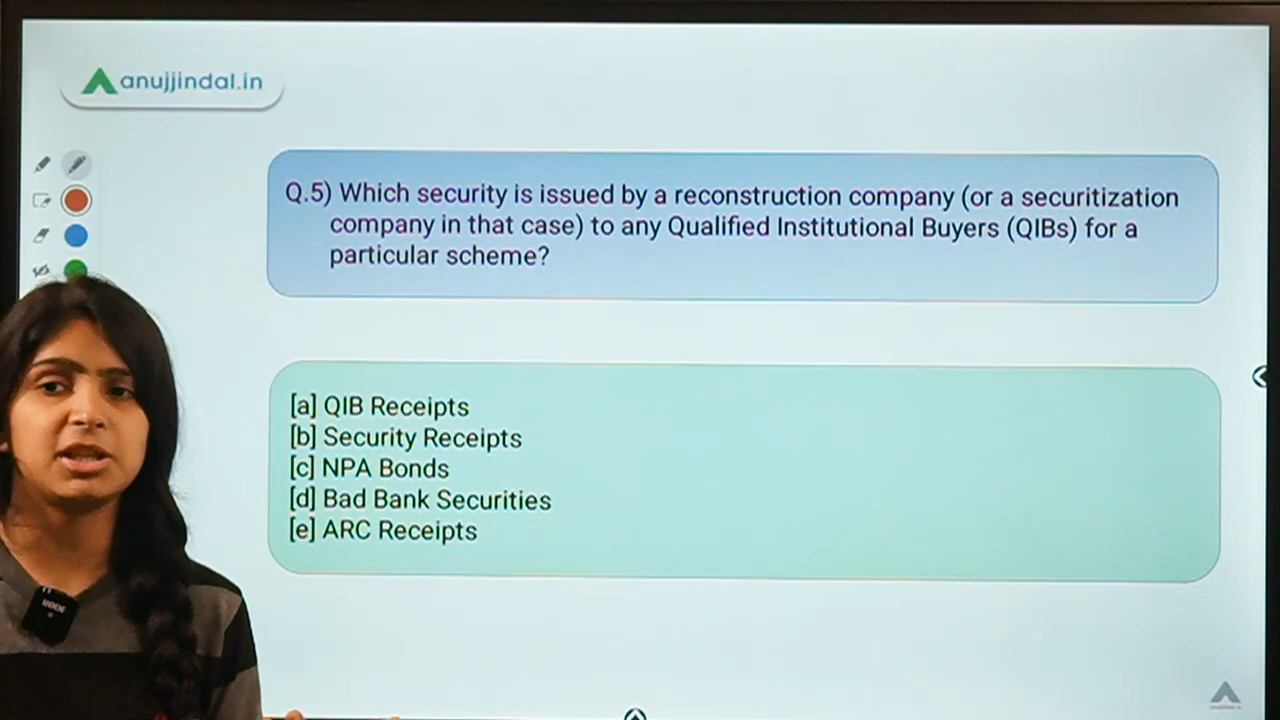 anujjindal.in
Q.5) Which security is issued by a reconstruction company (or a securitization
company in that case) to any Qualified Institutional Buyers (QIBs) for a
particular scheme?
[a] QIB Receipts
[b] Security Receipts
[c] NPA Bonds
[d] Bad Bank Securities
[e] ARC Receipts